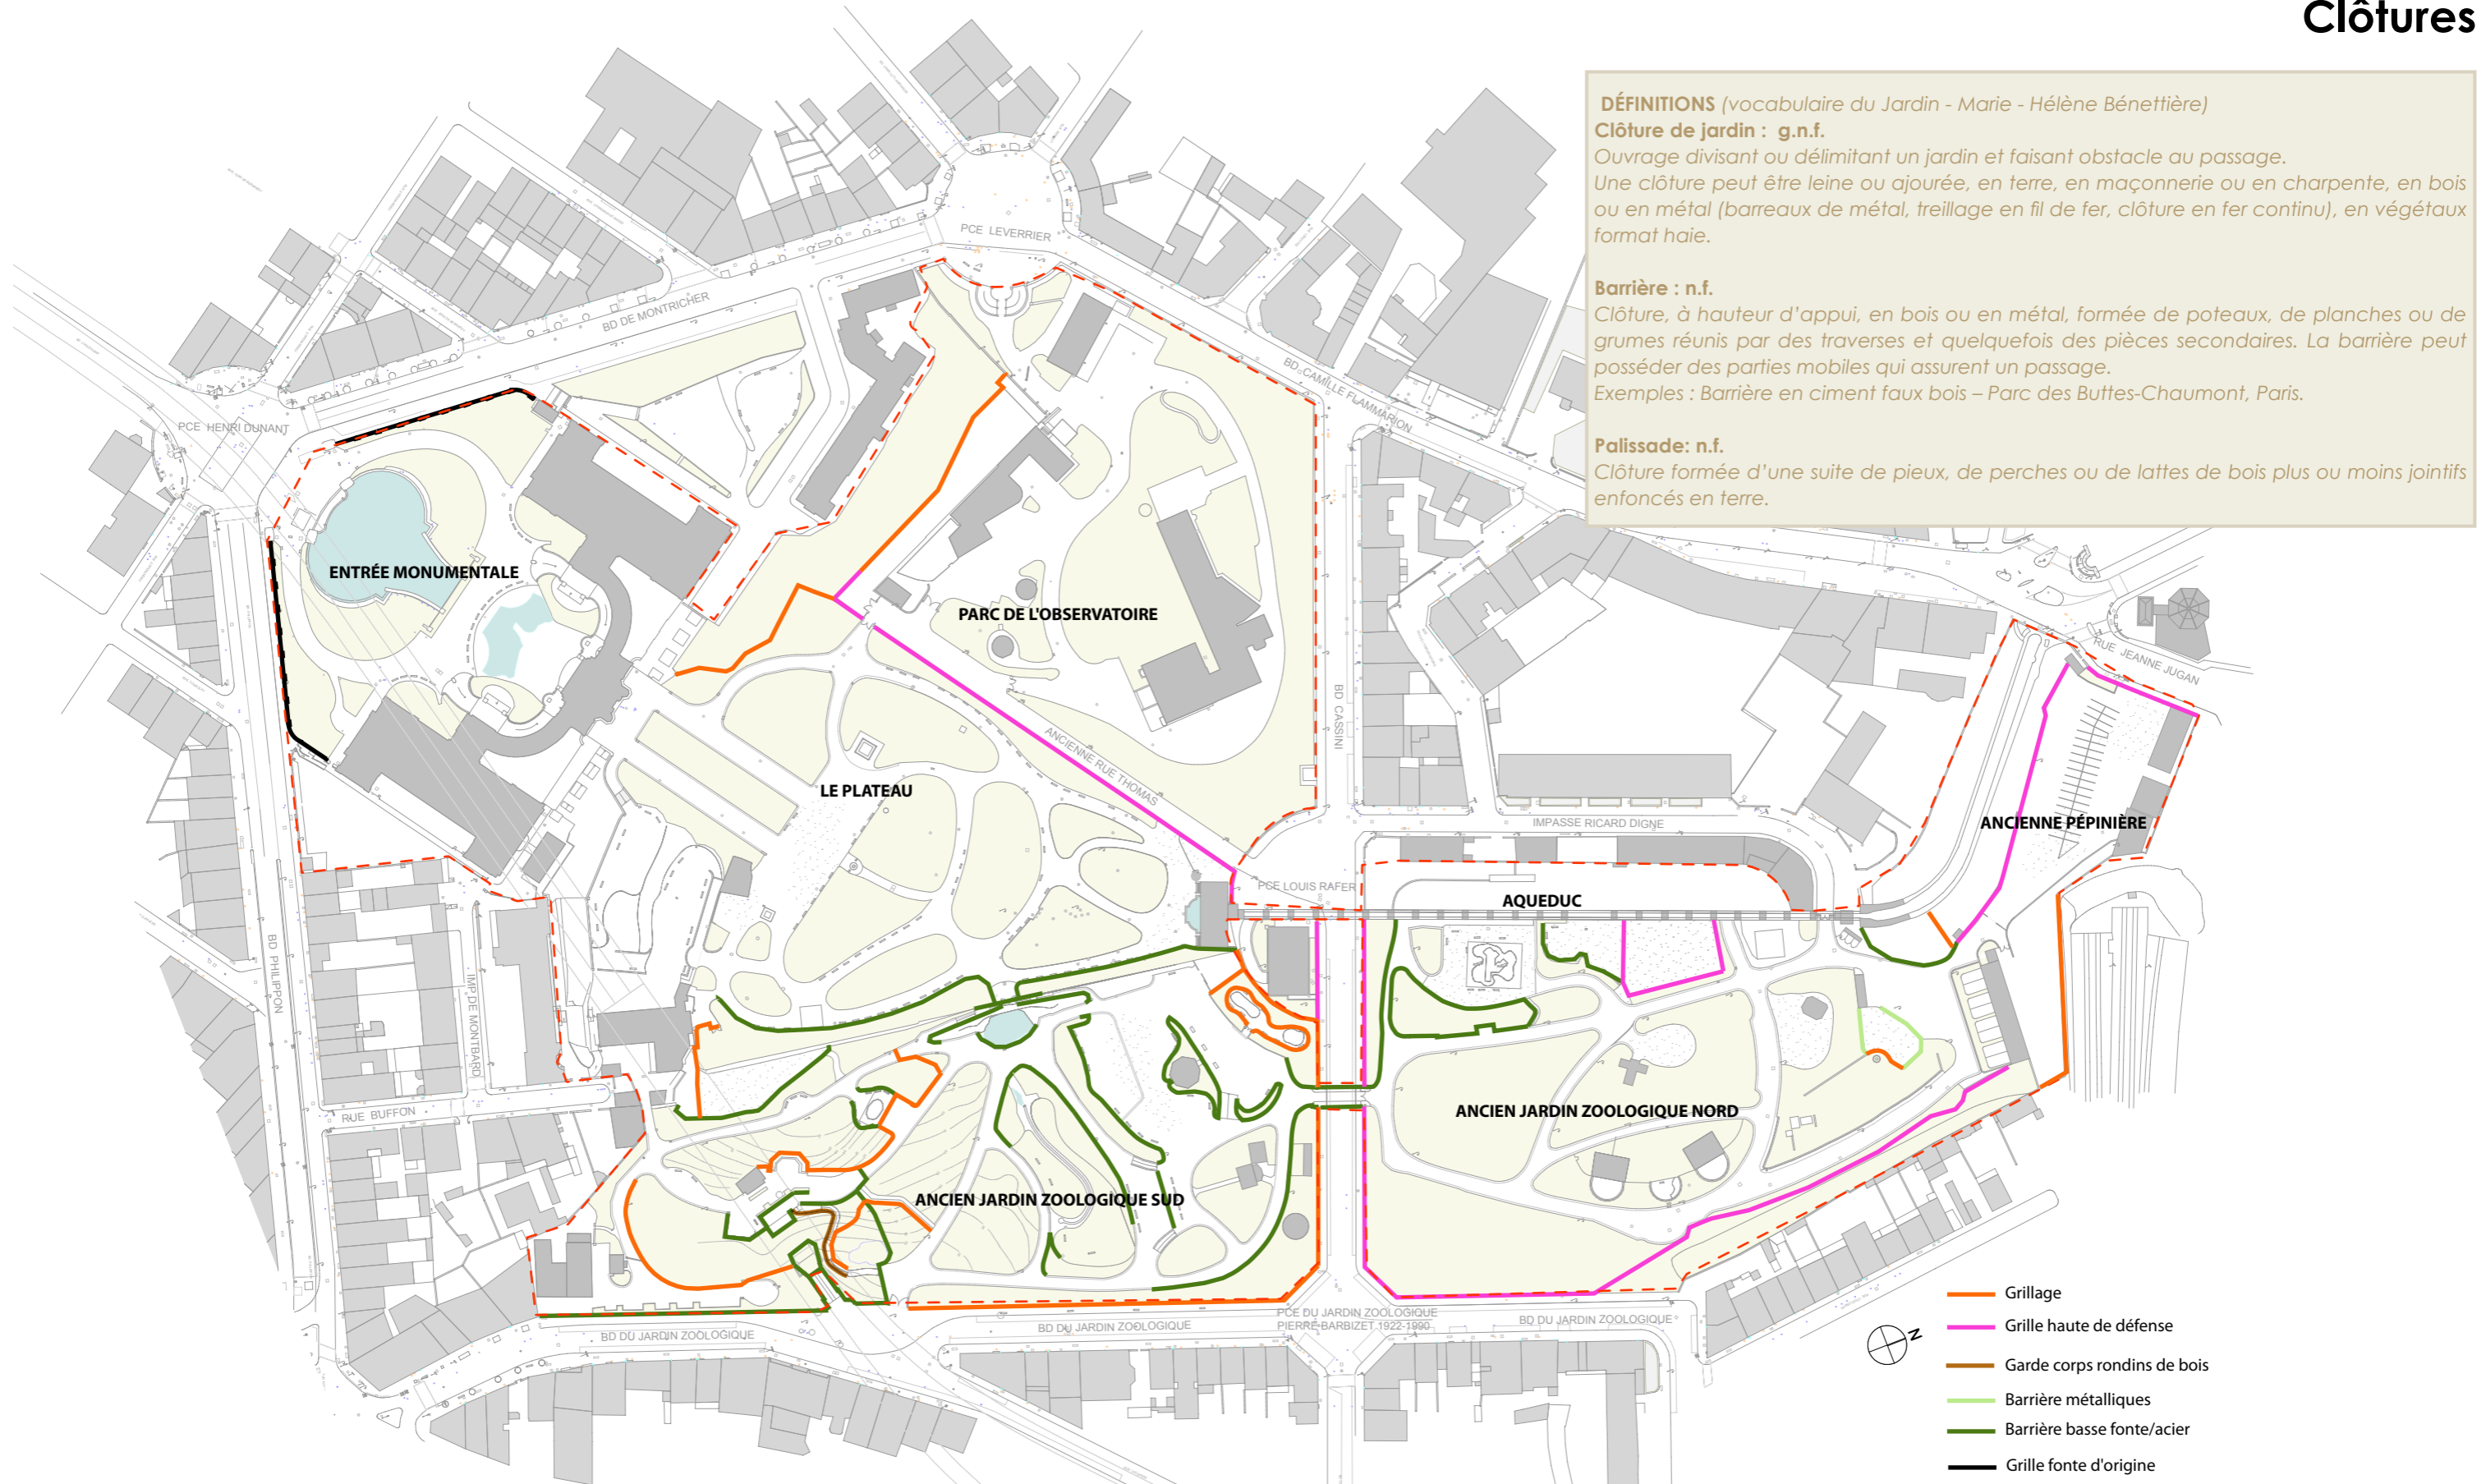 Clôtures
DÉFINITIONS (vocabulaire du Jardin - Marie - Hélène Bénettière)
Clôture de jardin : g.n.f.
Ouvrage divisant ou délimitant un jardin et faisant obstacle au passage.
Une clôture peut être leine ou ajourée, en terre, en maçonnerie ou en charpente, en bois
ou en métal (barreaux de métal, treillage en fil de fer, clôture en fer continu), en végétaux
format haie.
Barrière : n.f.
Clôture, à hauteur d'appui, en bois ou en métal, formée de poteaux, de planches ou de
grumes réunis par des traverses et quelquefois des pièces secondaires. La barrière peut
posséder des parties mobiles qui assurent un passage.
Exemples : Barrière en ciment faux bois – Parc des Buttes-Chaumont, Paris.
Palissade: n.f.
Clôture formée d'une suite de pieux, de perches ou de lattes de bois plus ou moins jointifs
enfoncés en terre.
PCE LEVERRIER
BD DE MONTRICHER
BD CAMILLE FLAMMARION
PCE HENRI DUNANT
ENTRÉE MONUMENTALE
PARC DE L'OBSERVATOIRE
RUE JEANNE JUGAN
BD CASSINI
ANCIENNE RUE THOMAS
LE PLATEAU
IMPASSE RICARD DIGNE
ANCIENNE PÉPINIÈRE
PCE LOUIS RAFER
AQUEDUC
BD PHILIPPON
IMP DE MONTBARD
RUE BUFFON
ANCIEN JARDIN ZOOLOGIQUE NORD
ANCIEN JARDIN ZOOLOGIQUE SUD
BD DU JARDIN ZOOLOGIQUE
BD DU JARDIN ZOOLOGIQUE
PCE DU JARDIN ZOOLOGIQUE
PIERRE BARBIZET 1922-1990
BD DU JARDIN ZOOLOGIQUE
N
Grillage
Grille haute de défense
Garde corps rondins de bois
Barrière métalliques
Barrière basse fonte/acier
Grille fonte d'origine